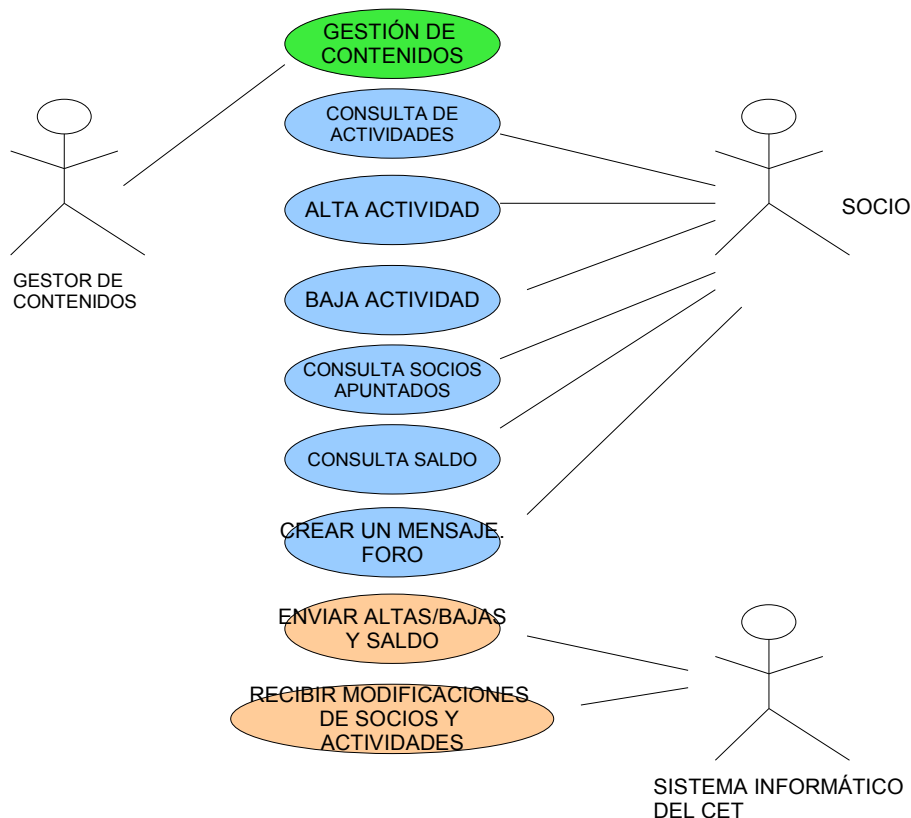 GESTIÓN DE
CONTENIDOS
CONSULTA DE
ACTIVIDADES
ALTA ACTIVIDAD
SOCIO
GESTOR DE
CONTENIDOS
BAJA ACTIVIDAD
CONSULTA SOCIOS
APUNTADOS
CONSULTA SALDO
CREAR UN MENSAJE.
FORO
ENVIAR ALTAS/BAJAS
Y SALDO
RECIBIR MODIFICACIONES
DE SOCIOS Y
ACTIVIDADES
SISTEMA INFORMÁTICO
DEL CET